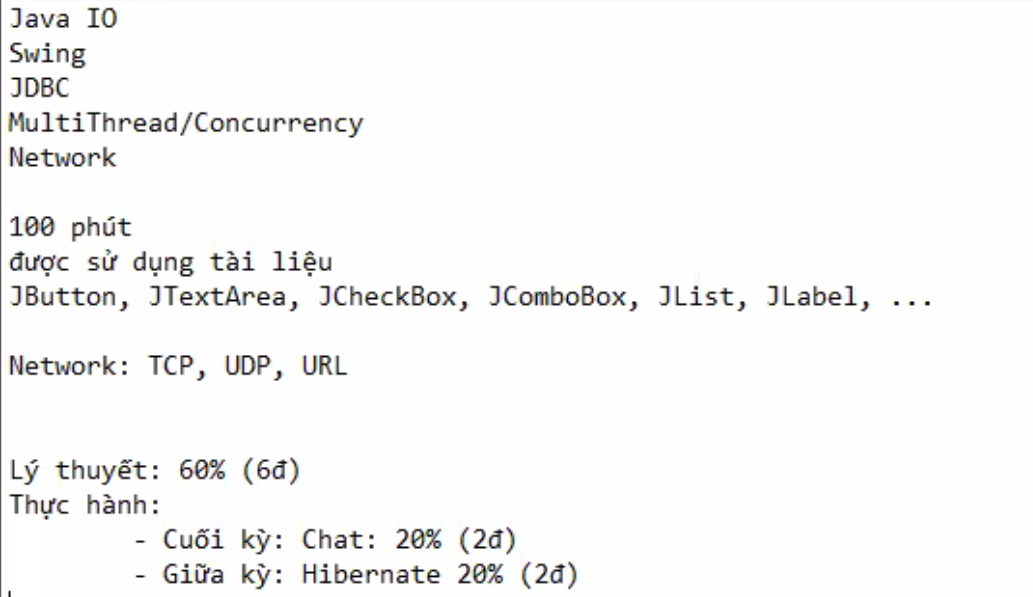 Java IO
Swing
JDBC
MultiThread/Concurrency
Network
100 phút
được sử dụng tài liệu
JButton, JTextArea, JCheckBox, JComboBox, JList, JLabel, ...
Network: TCP, UDP, URL
Lý thuyết: 60% (6đ)
Thực hành:
- Cuối kỳ: Chat: 20% (2đ)
- Giữa kỳ: Hibernate 20% (2đ)